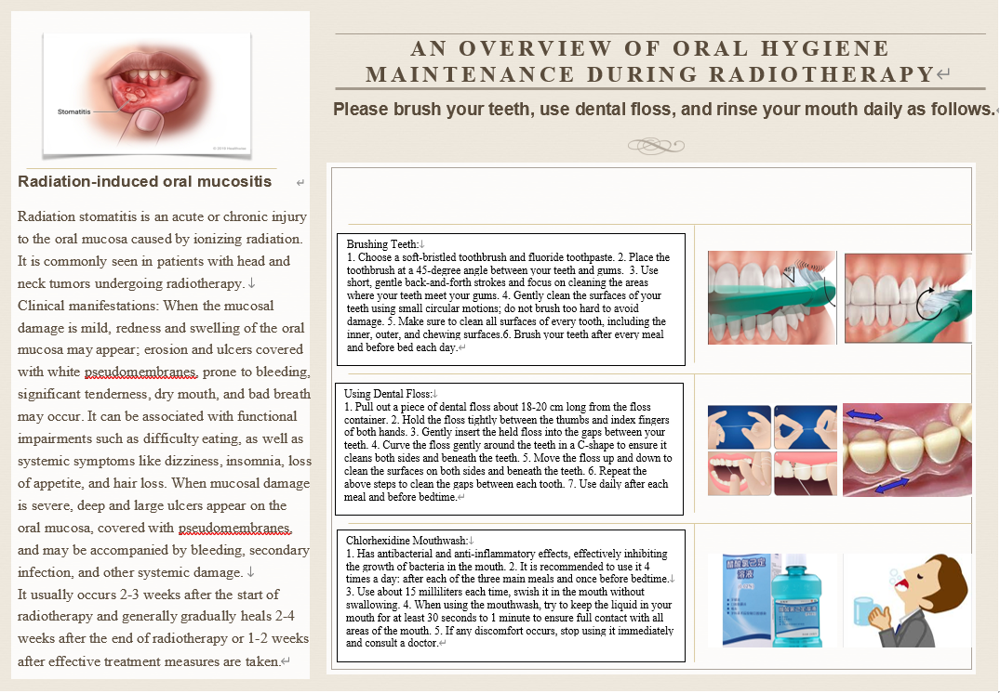 Stomatitis
© 2019 Healthwise
Radiation-induced oral mucositis
Radiation stomatitis is an acute or chronic injury
to the oral mucosa caused by ionizing radiation.
It is commonly seen in patients with head and
neck tumors undergoing radiotherapy.
Clinical manifestations: When the mucosal
damage is mild, redness and swelling of the oral
mucosa may appear; erosion and ulcers covered
with white pseudomembranes, prone to bleeding,
significant tenderness, dry mouth, and bad breath
may occur. It can be associated with functional
impairments such as difficulty eating, as well as
systemic symptoms like dizziness, insomnia, loss
of appetite, and hair loss. When mucosal damage
is severe, deep and large ulcers appear on the
oral mucosa, covered with pseudomembranes,
and may be accompanied by bleeding, secondary
infection, and other systemic damage.
It usually occurs 2-3 weeks after the start of
radiotherapy and generally gradually heals 2-4
weeks after the end of radiotherapy or 1-2 weeks
after effective treatment measures are taken.
AN OVERVIEW OF ORAL HYGIENE
MAINTENANCE DURING RADIOTHERAPY
Please brush your teeth, use dental floss, and rinse your mouth daily as follows.
Brushing Teeth:
1. Choose a soft-bristled toothbrush and fluoride toothpaste. 2. Place the
toothbrush at a 45-degree angle between your teeth and gums. 3. Use
short, gentle back-and-forth strokes and focus on cleaning the areas
where your teeth meet your gums. 4. Gently clean the surfaces of your
teeth using small circular motions; do not brush too hard to avoid
damage. 5. Make sure to clean all surfaces of every tooth, including the
inner, outer, and chewing surfaces.6. Brush your teeth after every meal
and before bed each day.
45°
Using Dental Floss:
1. Pull out a piece of dental floss about 18-20 cm long from the floss
container. 2. Hold the floss tightly between the thumbs and index fingers
of both hands. 3. Gently insert the held floss into the gaps between your
teeth. 4. Curve the floss gently around the teeth in a C-shape to ensure it
cleans both sides and beneath the teeth. 5. Move the floss up and down to
clean the surfaces on both sides and beneath the teeth. 6. Repeat the
above steps to clean the gaps between each tooth. 7. Use daily after each
meal and before bedtime.
Chlorhexidine Mouthwash:
1. Has antibacterial and anti-inflammatory effects, effectively inhibiting
the growth of bacteria in the mouth. 2. It is recommended to use it 4
times a day: after each of the three main meals and once before bedtime.
3. Use about 15 milliliters each time, swish it in the mouth without
swallowing. 4. When using the mouthwash, try to keep the liquid in your
mouth for at least 30 seconds to 1 minute to ensure full contact with all
areas of the mouth. 5. If any discomfort occurs, stop using it immediately
and consult a doctor.
醋酸氯己定
溶液